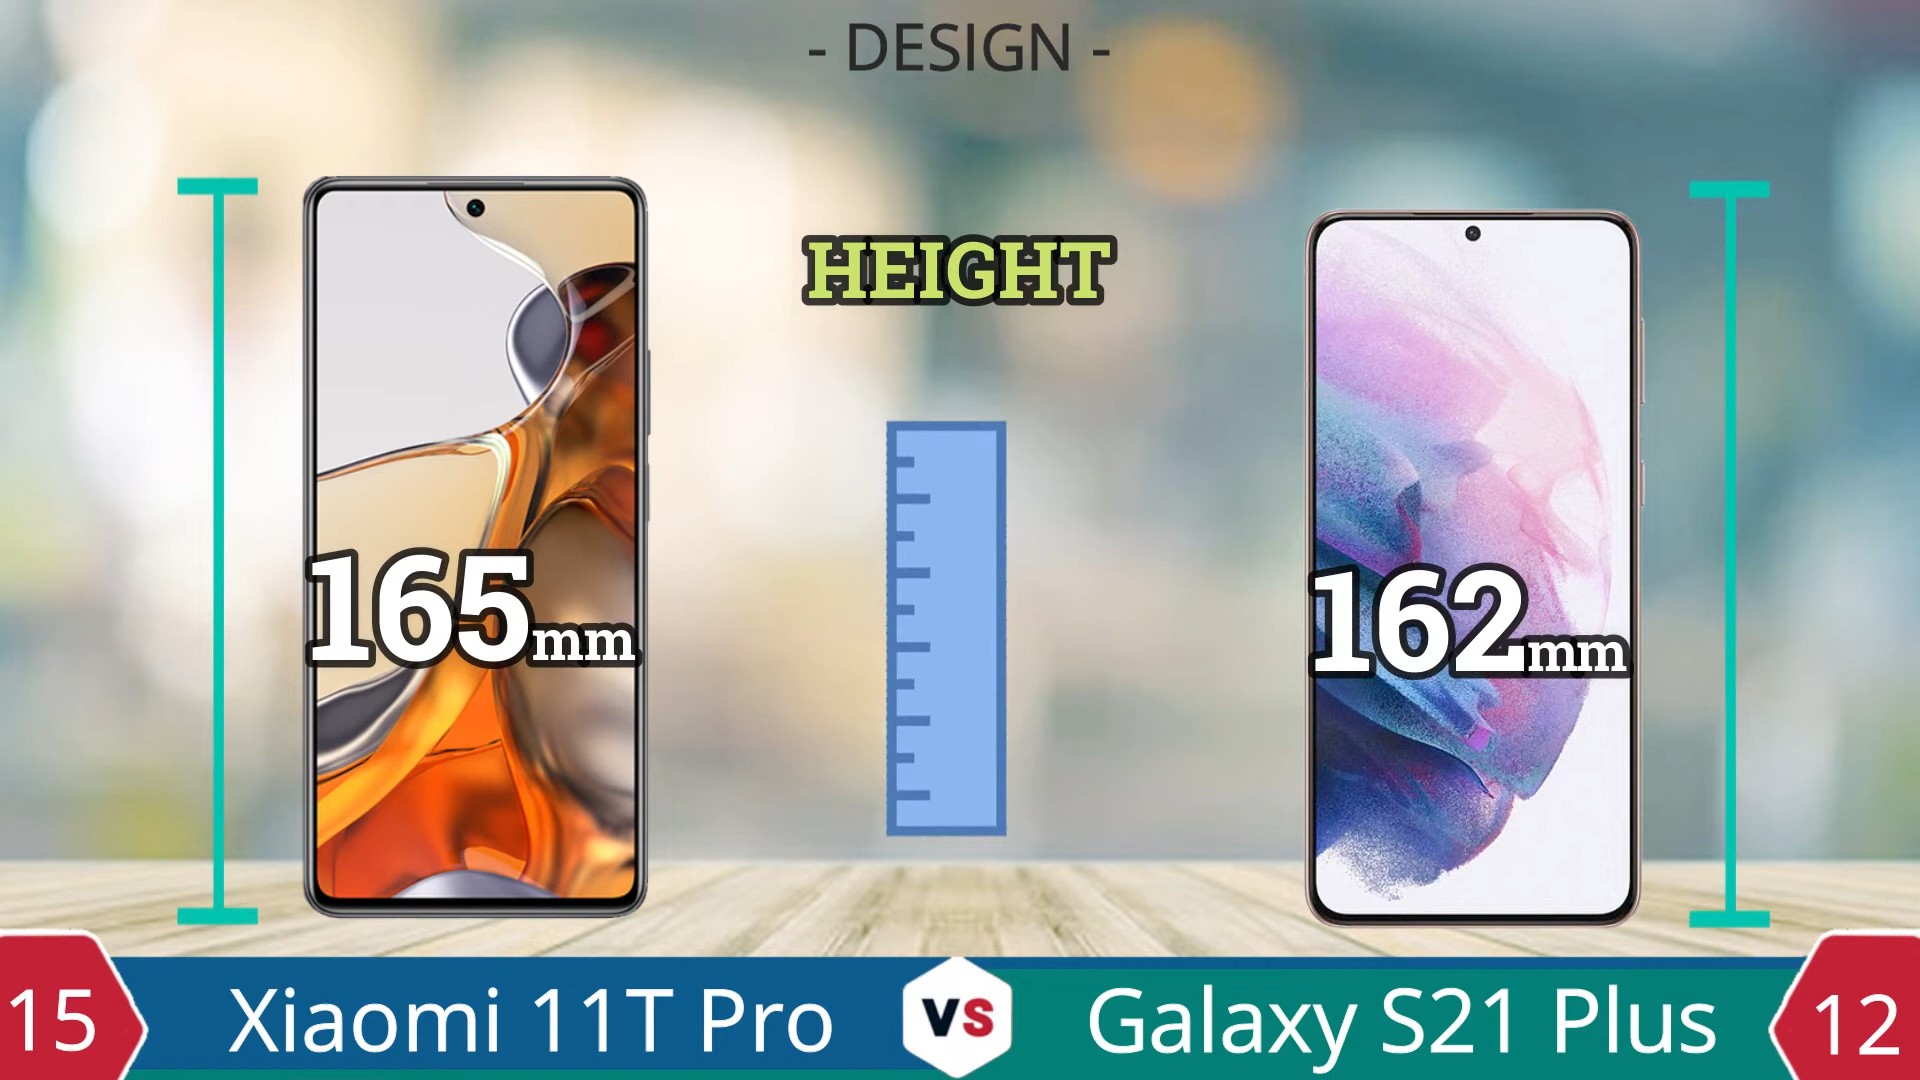 - DESIGN -
HEIGHT
165mm
162mm
15 Xiaomi 11T Pro VS Galaxy S21 Plus 12